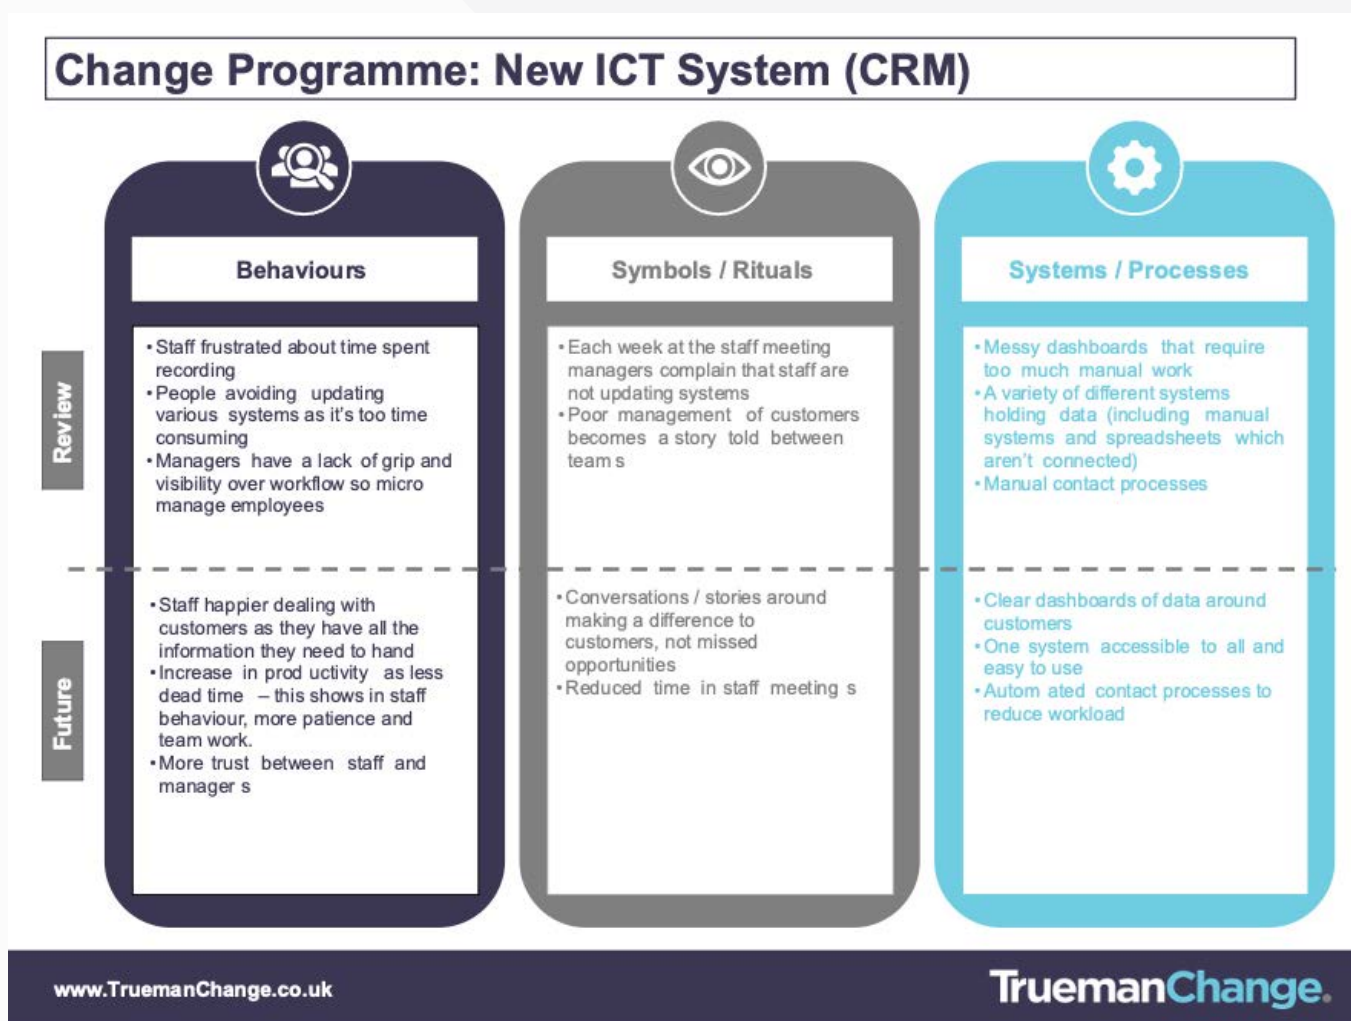 Change Programme: New ICT System (CRM)
Behaviours
Symbols / Rituals
Systems / Processes
Review
• Staff frustrated about time spent
recording
• People avoiding updating
various systems as it's too time
consuming
• Managers have a lack of grip and
visibility over workflow so micro
manage employees
• Each week at the staff meeting
managers complain that staff are
not updating systems
• Poor management of customers
becomes a story told between
team s
• Messy dashboards that require
too much manual work
• A variety of different systems
holding data (including manual
systems and spreadsheets which
aren't connected)
• Manual contact processes
Future
• Staff happier dealing with
customers as they have all the
information they need to hand
• Increase in prod uctivity as less
dead time – this shows in staff
behaviour, more patience and
team work.
• More trust between staff and
manager s
• Conversations / stories around
making a difference to
customers, not missed
opportunities
• Reduced time in staff meeting s
• Clear dashboards of data around
customers
• One system accessible to all and
easy to use
• Autom ated contact processes to
reduce workload
www.TruemanChange.co.uk
TruemanChange.